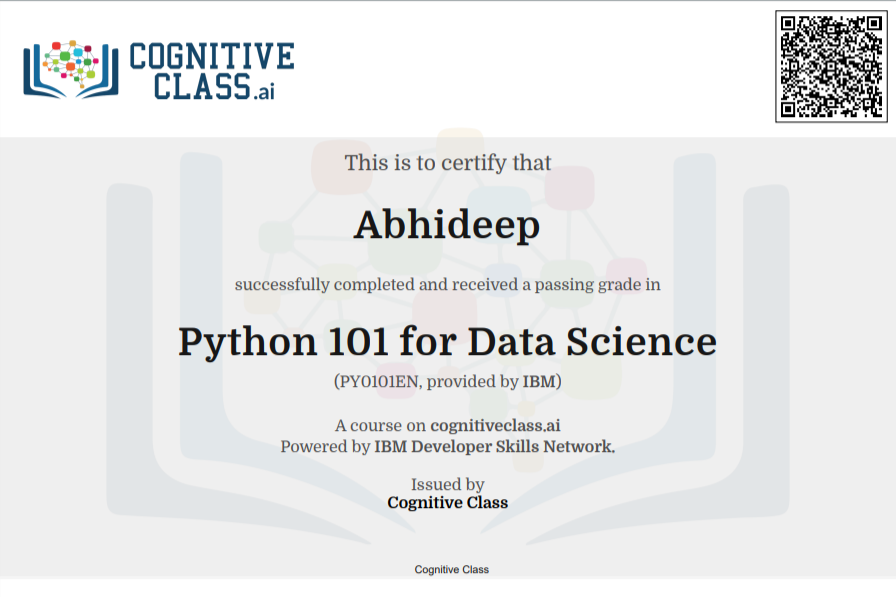 COGNITIVE
CLASS.ai
This is to certify that
Abhideep
successfully completed and received a passing grade in
Python 101 for Data Science
(PY0101EN, provided by IBM)
A course on cognitiveclass.ai
Powered by IBM Developer Skills Network.
Issued by
Cognitive Class
Cognitive Class